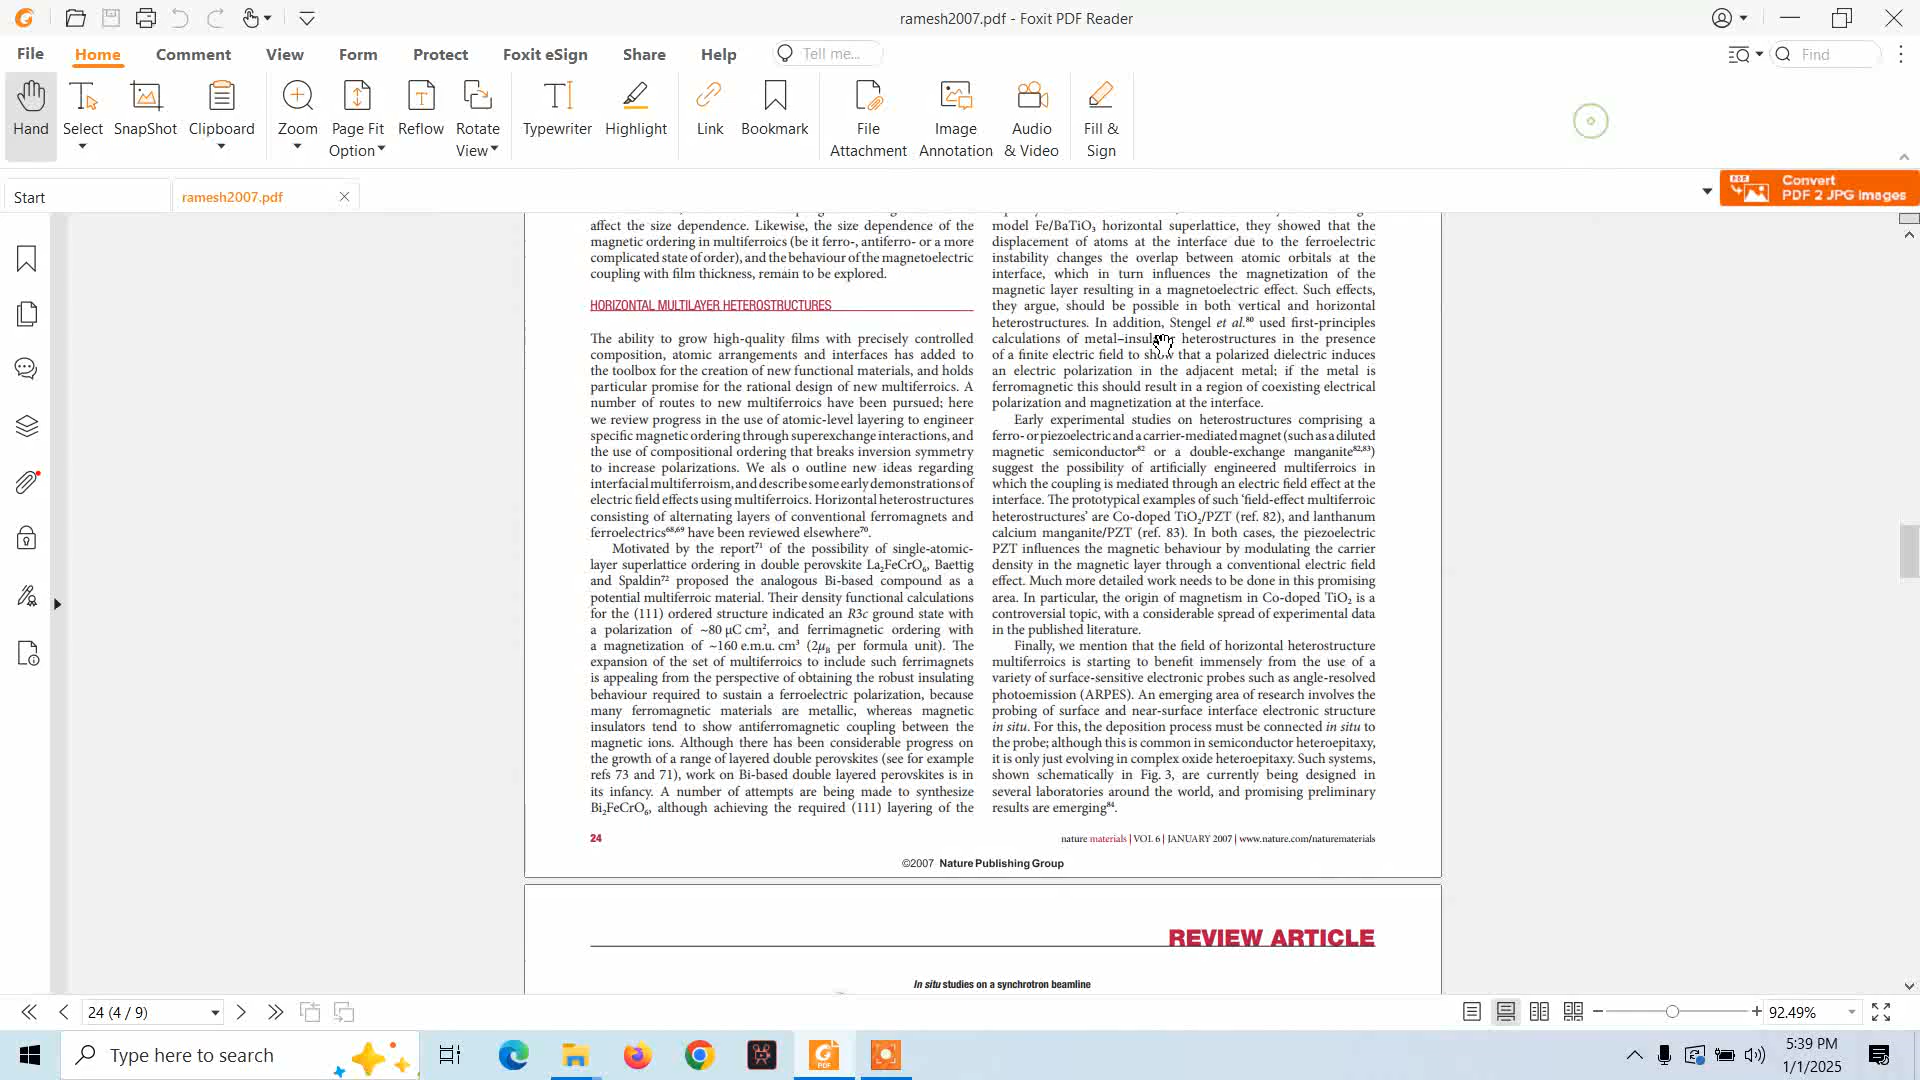 ramesh2007.pdf - Foxit PDF Reader
File Home Comment View Form Protect Foxit eSign Share Help Tell me... Find
Hand Select SnapShot Clipboard Zoom Page Fit Option Reflow Rotate View Typewriter Highlight Link Bookmark File Attachment Image Annotation Audio & Video Fill & Sign
Start ramesh2007.pdf
PDF Convert
PDF 2 JPG images
affect the size dependence. Likewise, the size dependence of the
magnetic ordering in multiferroics (be it ferro-, antiferro- or a more
complicated state of order), and the behaviour of the magnetoelectric
coupling with film thickness, remain to be explored.
HORIZONTAL MULTILAYER HETEROSTRUCTURES
The ability to grow high-quality films with precisely controlled
composition, atomic arrangements and interfaces has added to
the toolbox for the creation of new functional materials, and holds
particular promise for the rational design of new multiferroics. A
number of routes to new multiferroics have been pursued; here
we review progress in the use of atomic-level layering to engineer
specific magnetic ordering through superexchange interactions, and
the use of compositional ordering that breaks inversion symmetry
to increase polarizations. We als o outline new ideas regarding
interfacial multiferroism, and describe some early demonstrations of
electric field effects using multiferroics. Horizontal heterostructures
consisting of alternating layers of conventional ferromagnets and
ferroelectrics⁶⁸,⁶⁹ have been reviewed elsewhere⁷⁰.
Motivated by the report⁷¹ of the possibility of single-atomic-
layer superlattice ordering in double perovskite La₂FeCrO₆, Baettig
and Spaldin⁷² proposed the analogous Bi-based compound as a
potential multiferroic material. Their density functional calculations
for the (111) ordered structure indicated an R3c ground state with
a polarization of ~80 μC cm², and ferrimagnetic ordering with
a magnetization of ~160 e.m.u. cm³ (2μB per formula unit). The
expansion of the set of multiferroics to include such ferrimagnets
is appealing from the perspective of obtaining the robust insulating
behaviour required to sustain a ferroelectric polarization, because
many ferromagnetic materials are metallic, whereas magnetic
insulators tend to show antiferromagnetic coupling between the
magnetic ions. Although there has been considerable progress on
the growth of a range of layered double perovskites (see for example
refs 73 and 71), work on Bi-based double layered perovskites is in
its infancy. A number of attempts are being made to synthesize
Bi₂FeCrO₆, although achieving the required (111) layering of the
model Fe/BaTiO₃ horizontal superlattice, they showed that the
displacement of atoms at the interface due to the ferroelectric
instability changes the overlap between atomic orbitals at the
interface, which in turn influences the magnetization of the
magnetic layer resulting in a magnetoelectric effect. Such effects,
they argue, should be possible in both vertical and horizontal
heterostructures. In addition, Stengel et al.⁸⁰ used first-principles
calculations of metal–insulator heterostructures in the presence
of a finite electric field to show that a polarized dielectric induces
an electric polarization in the adjacent metal; if the metal is
ferromagnetic this should result in a region of coexisting electrical
polarization and magnetization at the interface.
Early experimental studies on heterostructures comprising a
ferro- or piezoelectric and a carrier-mediated magnet (such as a diluted
magnetic semiconductor⁸² or a double-exchange manganite⁸²,⁸³)
suggest the possibility of artificially engineered multiferroics in
which the coupling is mediated through an electric field effect at the
interface. The prototypical examples of such ‘field-effect multiferroic
heterostructures’ are Co-doped TiO₂/PZT (ref. 82), and lanthanum
calcium manganite/PZT (ref. 83). In both cases, the piezoelectric
PZT influences the magnetic behaviour by modulating the carrier
density in the magnetic layer through a conventional electric field
effect. Much more detailed work needs to be done in this promising
area. In particular, the origin of magnetism in Co-doped TiO₂ is a
controversial topic, with a considerable spread of experimental data
in the published literature.
Finally, we mention that the field of horizontal heterostructure
multiferroics is starting to benefit immensely from the use of a
variety of surface-sensitive electronic probes such as angle-resolved
photoemission (ARPES). An emerging area of research involves the
probing of surface and near-surface interface electronic structure
in situ. For this, the deposition process must be connected in situ to
the probe; although this is common in semiconductor heteroepitaxy,
it is only just evolving in complex oxide heteroepitaxy. Such systems,
shown schematically in Fig. 3, are currently being designed in
several laboratories around the world, and promising preliminary
results are emerging⁸⁴.
24
nature materials | VOL 6 | JANUARY 2007 | www.nature.com/naturematerials
©2007 Nature Publishing Group
REVIEW ARTICLE
In situ studies on a synchrotron beamline
24 (4 / 9)
92.49%
Type here to search
5:39 PM
1/1/2025